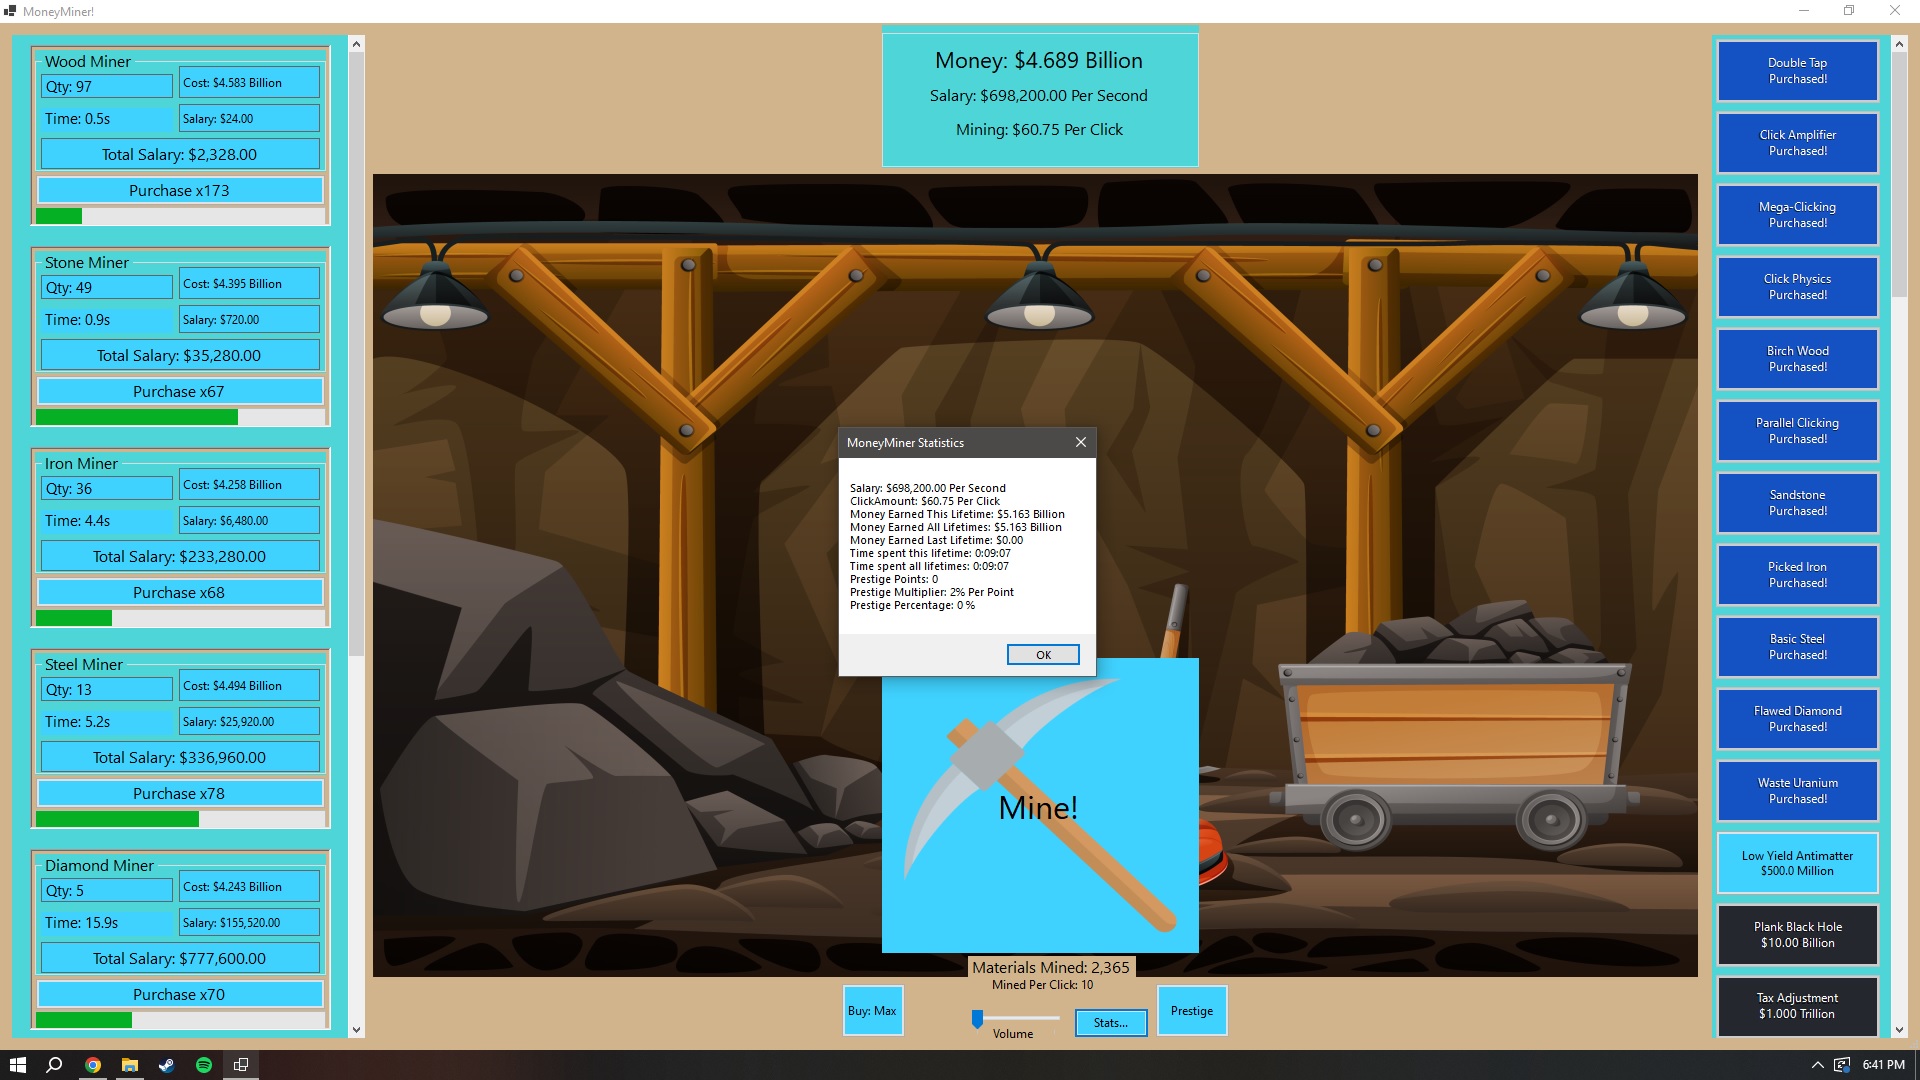 MoneyMiner!
Wood Miner
Qty: 97
Cost: $4.583 Billion
Time: 0.5s
Salary: $24.00
Total Salary: $2,328.00
Purchase x173
Stone Miner
Qty: 49
Cost: $4.395 Billion
Time: 0.9s
Salary: $720.00
Total Salary: $35,280.00
Purchase x67
Iron Miner
Qty: 36
Cost: $4.258 Billion
Time: 4.4s
Salary: $6,480.00
Total Salary: $233,280.00
Purchase x68
Steel Miner
Qty: 13
Cost: $4.494 Billion
Time: 5.2s
Salary: $25,920.00
Total Salary: $336,960.00
Purchase x78
Diamond Miner
Qty: 5
Cost: $4.243 Billion
Time: 15.9s
Salary: $155,520.00
Total Salary: $777,600.00
Purchase x70
Money: $4.689 Billion
Salary: $698,200.00 Per Second
Mining: $60.75 Per Click
MoneyMiner Statistics
Salary: $698,200.00 Per Second
ClickAmount: $60.75 Per Click
Money Earned This Lifetime: $5.163 Billion
Money Earned All Lifetimes: $5.163 Billion
Money Earned Last Lifetime: $0.00
Time spent this lifetime: 0:09:07
Time spent all lifetimes: 0:09:07
Prestige Points: 0
Prestige Multiplier: 2% Per Point
Prestige Percentage: 0 %
OK
Mine!
Materials Mined: 2,365
Mined Per Click: 10
Buy: Max
Volume
Stats...
Prestige
Double Tap
Purchased!
Click Amplifier
Purchased!
Mega-Clicking
Purchased!
Click Physics
Purchased!
Birch Wood
Purchased!
Parallel Clicking
Purchased!
Sandstone
Purchased!
Picked Iron
Purchased!
Basic Steel
Purchased!
Flawed Diamond
Purchased!
Waste Uranium
Purchased!
Low Yield Antimatter
$500.0 Million
Plank Black Hole
$10.00 Billion
Tax Adjustment
$1.000 Trillion
6:41 PM